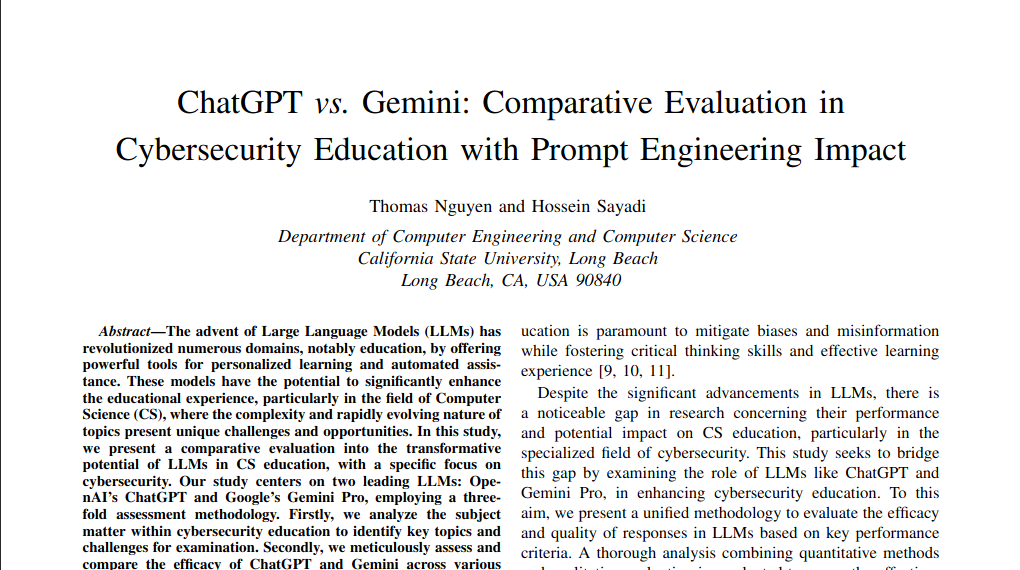 ChatGPT vs. Gemini: Comparative Evaluation in
Cybersecurity Education with Prompt Engineering Impact
Thomas Nguyen and Hossein Sayadi
Department of Computer Engineering and Computer Science
California State University, Long Beach
Long Beach, CA, USA 90840
Abstract—The advent of Large Language Models (LLMs) has
revolutionized numerous domains, notably education, by offering
powerful tools for personalized learning and automated assis-
tance. These models have the potential to significantly enhance
the educational experience, particularly in the field of Computer
Science (CS), where the complexity and rapidly evolving nature of
topics present unique challenges and opportunities. In this study,
we present a comparative evaluation into the transformative
potential of LLMs in CS education, with a specific focus on
cybersecurity. Our study centers on two leading LLMs: Ope-
nAI's ChatGPT and Google's Gemini Pro, employing a three-
fold assessment methodology. Firstly, we analyze the subject
matter within cybersecurity education to identify key topics and
challenges for examination. Secondly, we meticulously assess and
compare the efficacy of ChatGPT and Gemini across various
ucation is paramount to mitigate biases and misinformation
while fostering critical thinking skills and effective learning
experience [9, 10, 11].
Despite the significant advancements in LLMs, there is
a noticeable gap in research concerning their performance
and potential impact on CS education, particularly in the
specialized field of cybersecurity. This study seeks to bridge
this gap by examining the role of LLMs like ChatGPT and
Gemini Pro, in enhancing cybersecurity education. To this
aim, we present a unified methodology to evaluate the efficacy
and quality of responses in LLMs based on key performance
criteria. A thorough analysis combining quantitative methods